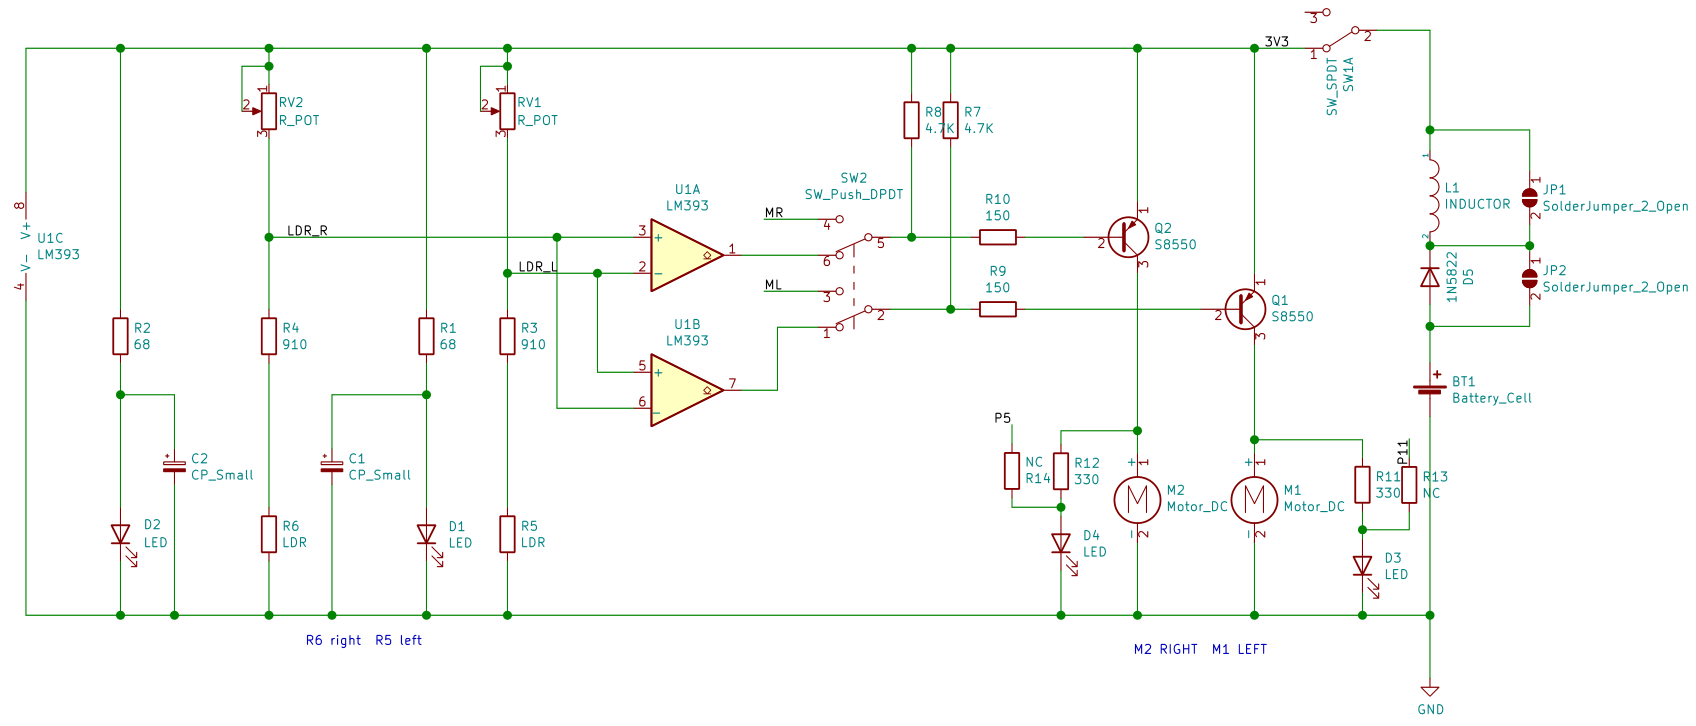 3
3V3
1
2
SW_SPDT
SW1A
1
2
3
RV2
R_POT
1
2
3
RV1
R_POT
R8
4.7K
R7
4.7K
1
2
L1
INDUCTOR
1
2
JP1
SolderJumper_2_Open
8
V+
V-
4
U1C
LM393
LDR_R
LDR_L
U1A
LM393
3
+
2
−
1
SW2
SW_Push_DPDT
MR
4
5
6
ML
3
2
1
R10
150
R9
150
1
2
3
Q2
S8550
1
2
3
Q1
S8550
1N5822
D5
1
2
JP2
SolderJumper_2_Open
R2
68
R4
910
R1
68
R3
910
U1B
LM393
5
+
6
−
7
+
BT1
Battery_Cell
C2
CP_Small
C1
CP_Small
P5
NC
R14
R12
330
+
1
M
−
2
M2
Motor_DC
+
1
M
−
2
M1
Motor_DC
P11
R11
330
R13
NC
D2
LED
R6
LDR
D1
LED
R5
LDR
D4
LED
D3
LED
R6 right R5 left
M2 RIGHT M1 LEFT
GND